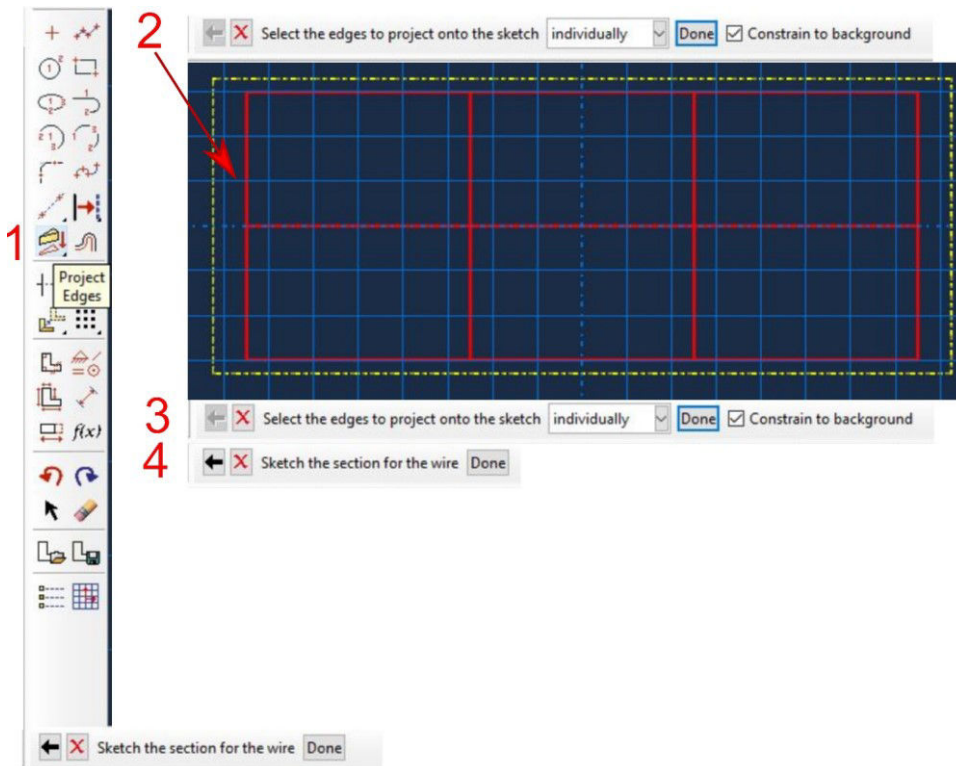 2
Select the edges to project onto the sketch individually Done Constrain to background
1
Project
Edges
f(x)
3
Select the edges to project onto the sketch individually Done Constrain to background
4
Sketch the section for the wire Done
Sketch the section for the wire Done